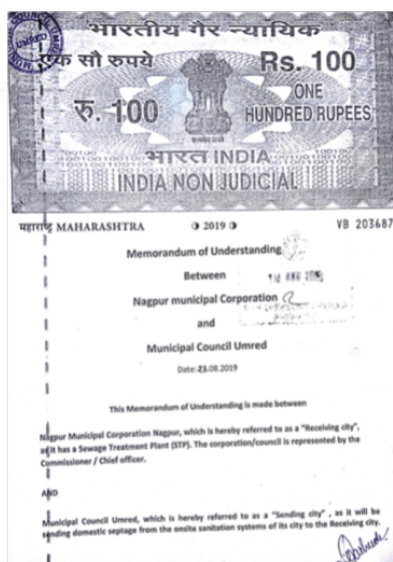 भारतीय गैर न्यायिक
एक सौ रुपये
Rs. 100
रु. 100
ONE
HUNDRED RUPEES
सत्यमेव जयते
भारत INDIA
INDIA NON JUDICIAL
महाराष्ट्र MAHARASHTRA
2019
VB 203687
Memorandum of Understanding
Between
Nagpur municipal Corporation
and
Municipal Council Umred
Date: 23.08.2019
This Memorandum of Understanding is made between
Nagpur Municipal Corporation Nagpur, which is hereby referred to as a "Receiving city",
as it has a Sewage Treatment Plant (STP). The corporation/council is represented by the
Commissioner / Chief officer.
AND
Municipal Council Umred, which is hereby referred to as a "Sending city" , as it will be
sending domestic septage from the onsite sanitation systems of its city to the Receiving city.